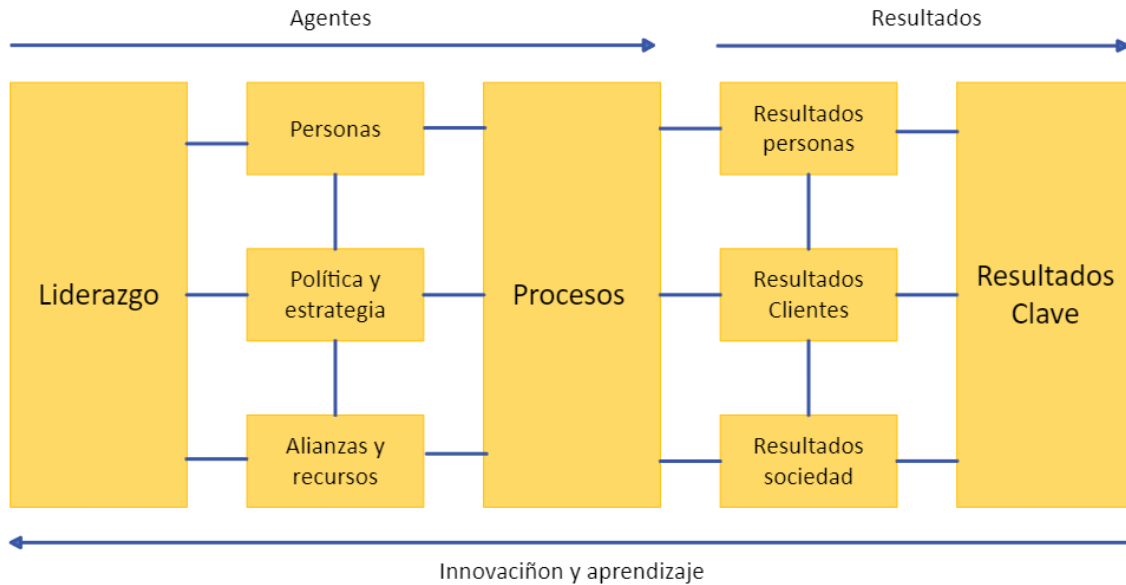 Agentes
Resultados
Liderazgo
Personas
Política y
estrategia
Alianzas y
recursos
Procesos
Resultados
personas
Resultados
Clientes
Resultados
sociedad
Resultados
Clave
Innovaciñon y aprendizaje